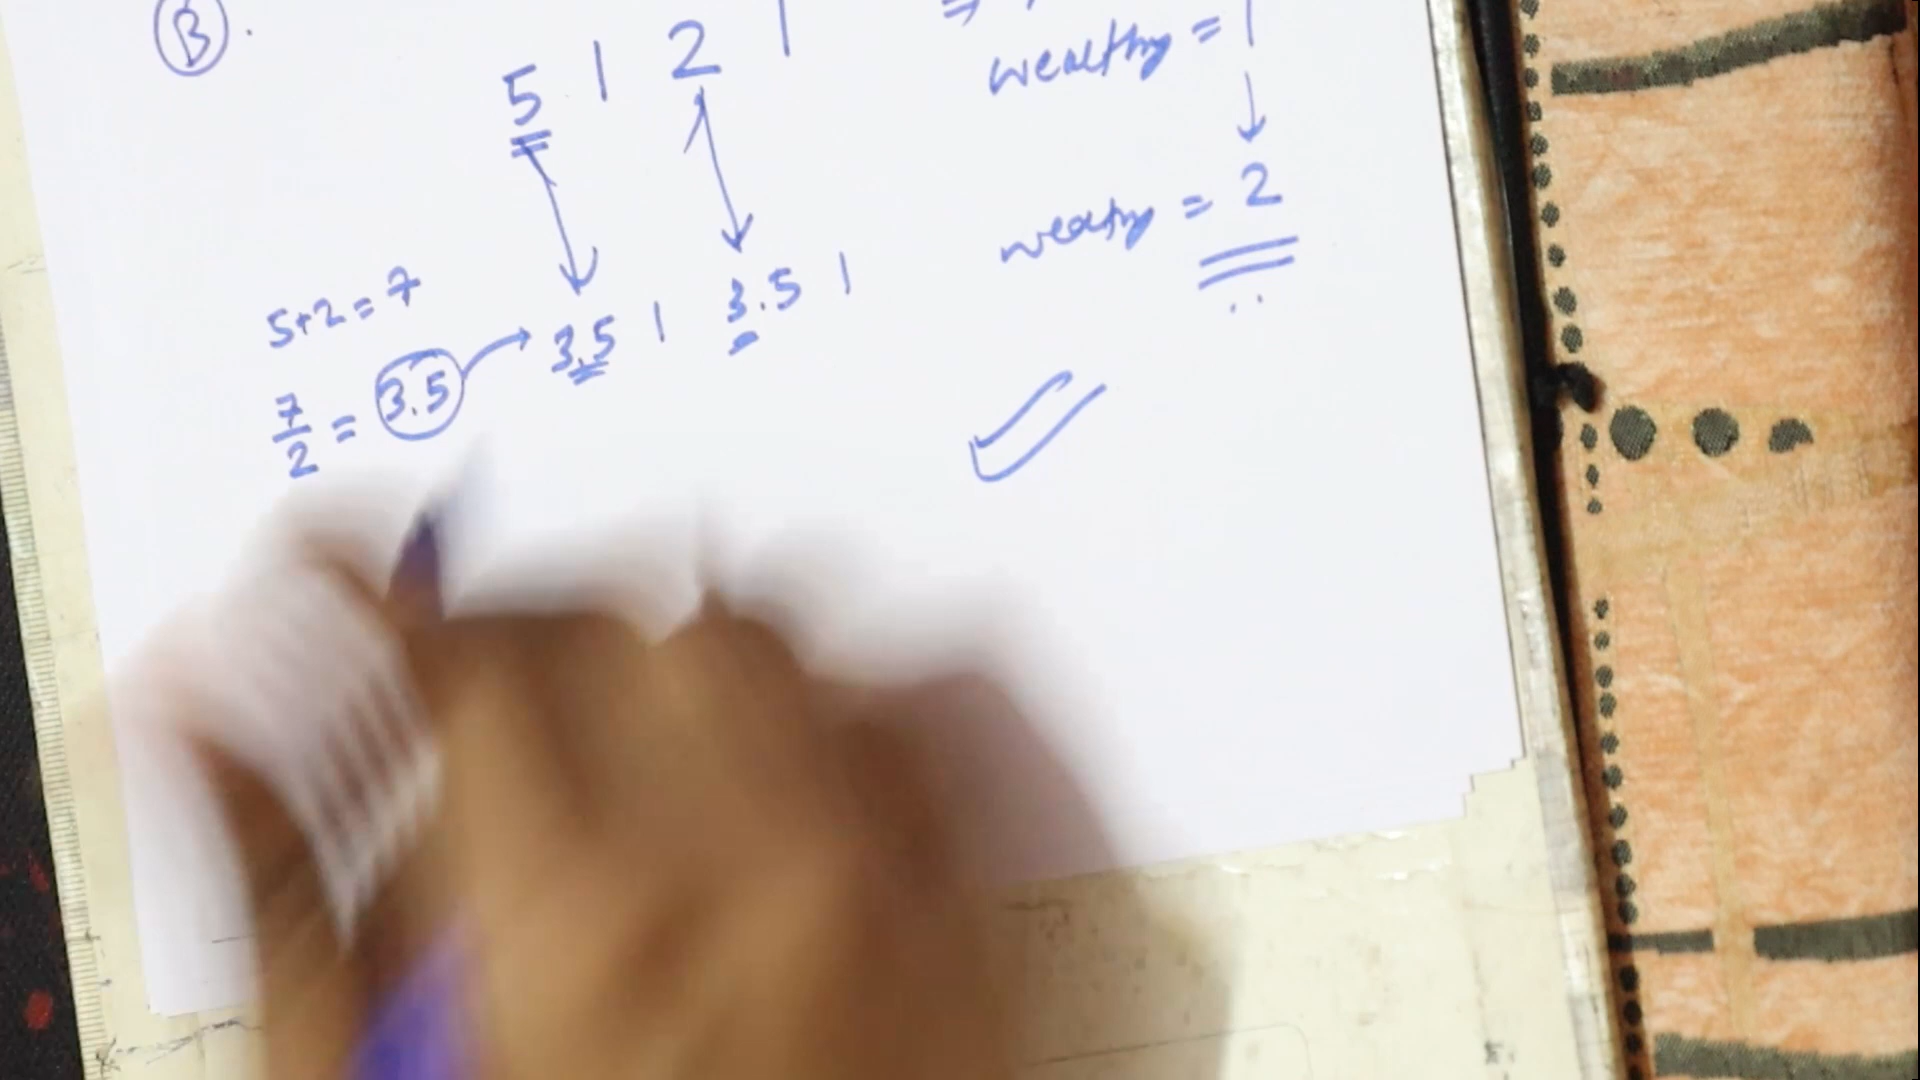 B.
5 1 2 1
wealthy = 1
wealthy = 2
5+2=7
3.5 1 3.5 1
7/2 = 3.5